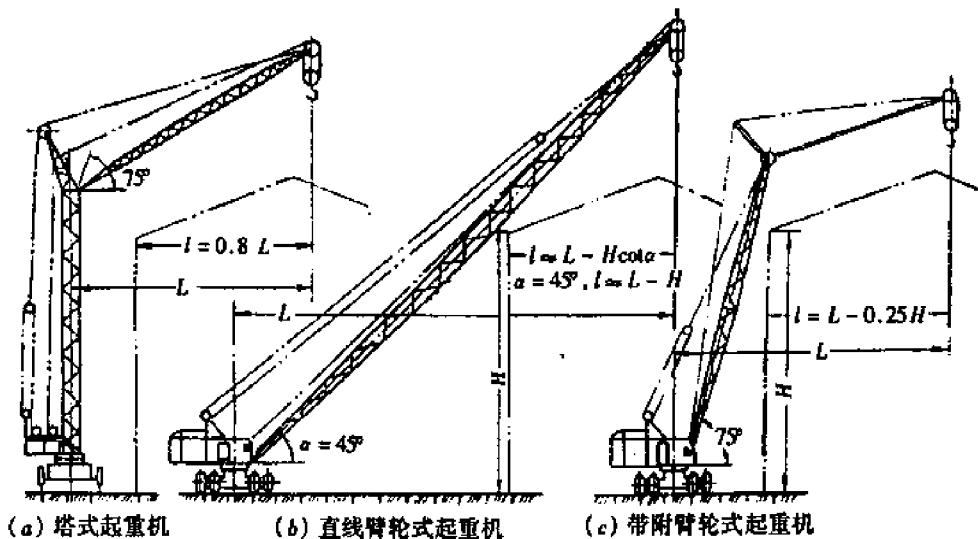 75°
l=0.8 L
L
(a) 塔式起重机
l≈L-Hcotα
α=45°, l≈L-H
L
H
α=45°
(b) 直线臂轮式起重机
l=L-0.25H
L
H
75°
(c) 带附臂轮式起重机